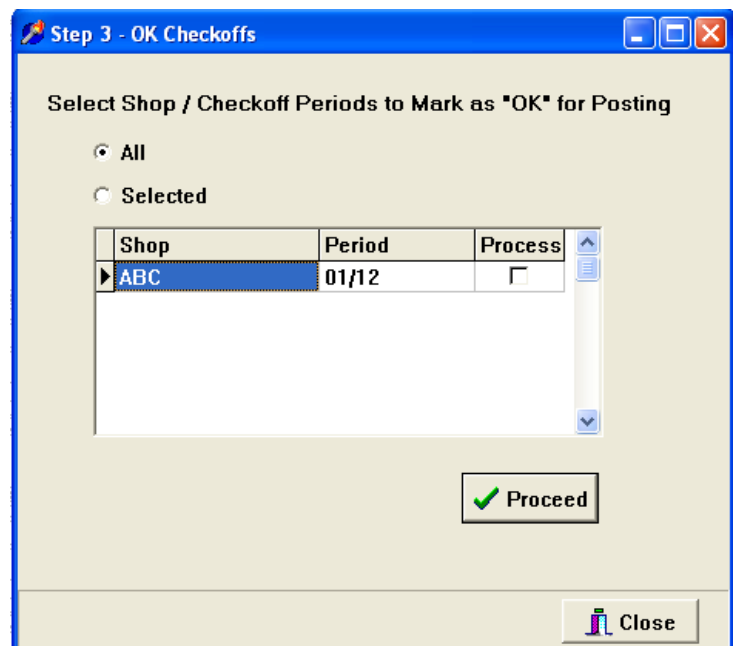 Step 3 - OK Checkoffs
Select Shop / Checkoff Periods to Mark as "OK" for Posting
All
Selected
Shop Period Process
ABC 01/12
Proceed
Close